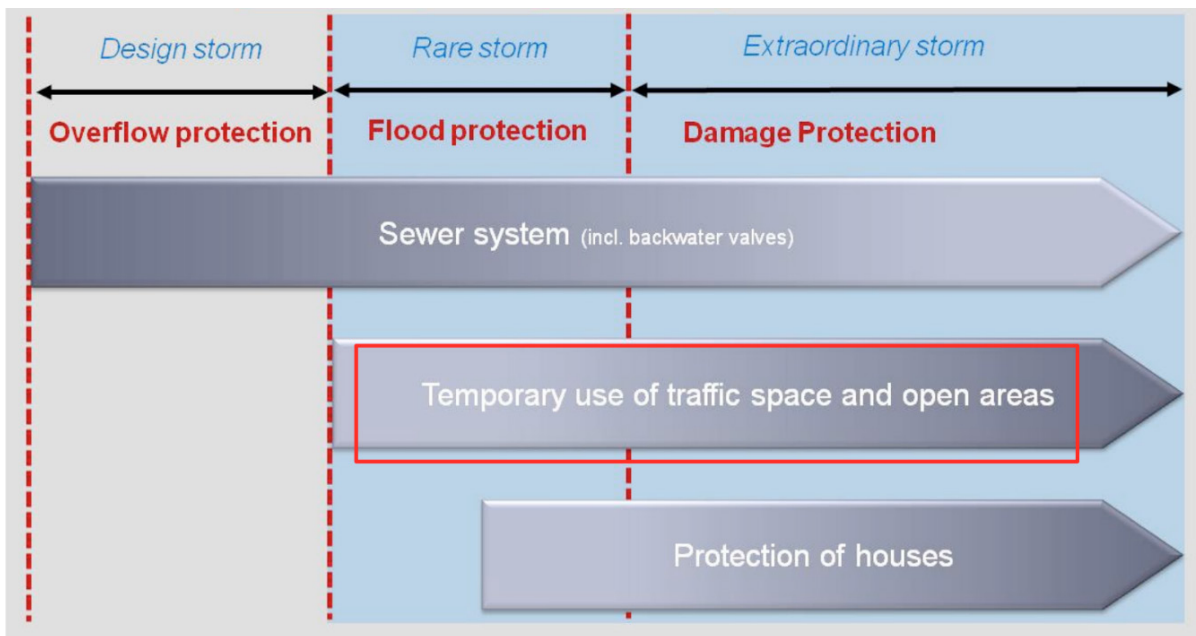 Design storm
Rare storm
Extraordinary storm
Overflow protection
Flood protection
Damage Protection
Sewer system (incl. backwater valves)
Temporary use of traffic space and open areas
Protection of houses